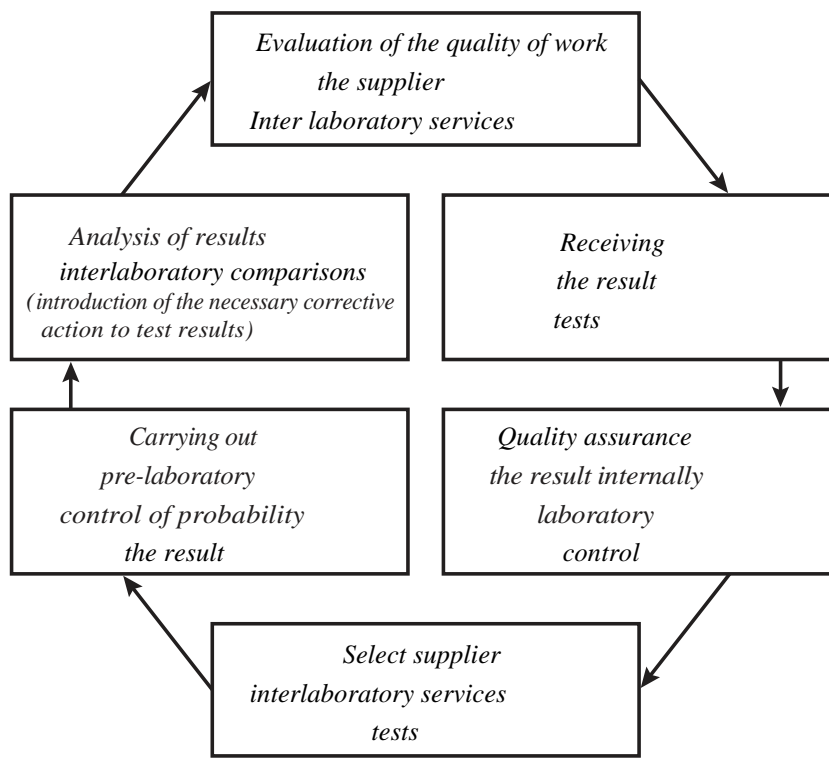 Evaluation of the quality of work
the supplier
Inter laboratory services
Analysis of results
interlaboratory comparisons
(introduction of the necessary corrective
action to test results)
Receiving
the result
tests
Carrying out
pre-laboratory
control of probability
the result
Quality assurance
the result internally
laboratory
control
Select supplier
interlaboratory services
tests